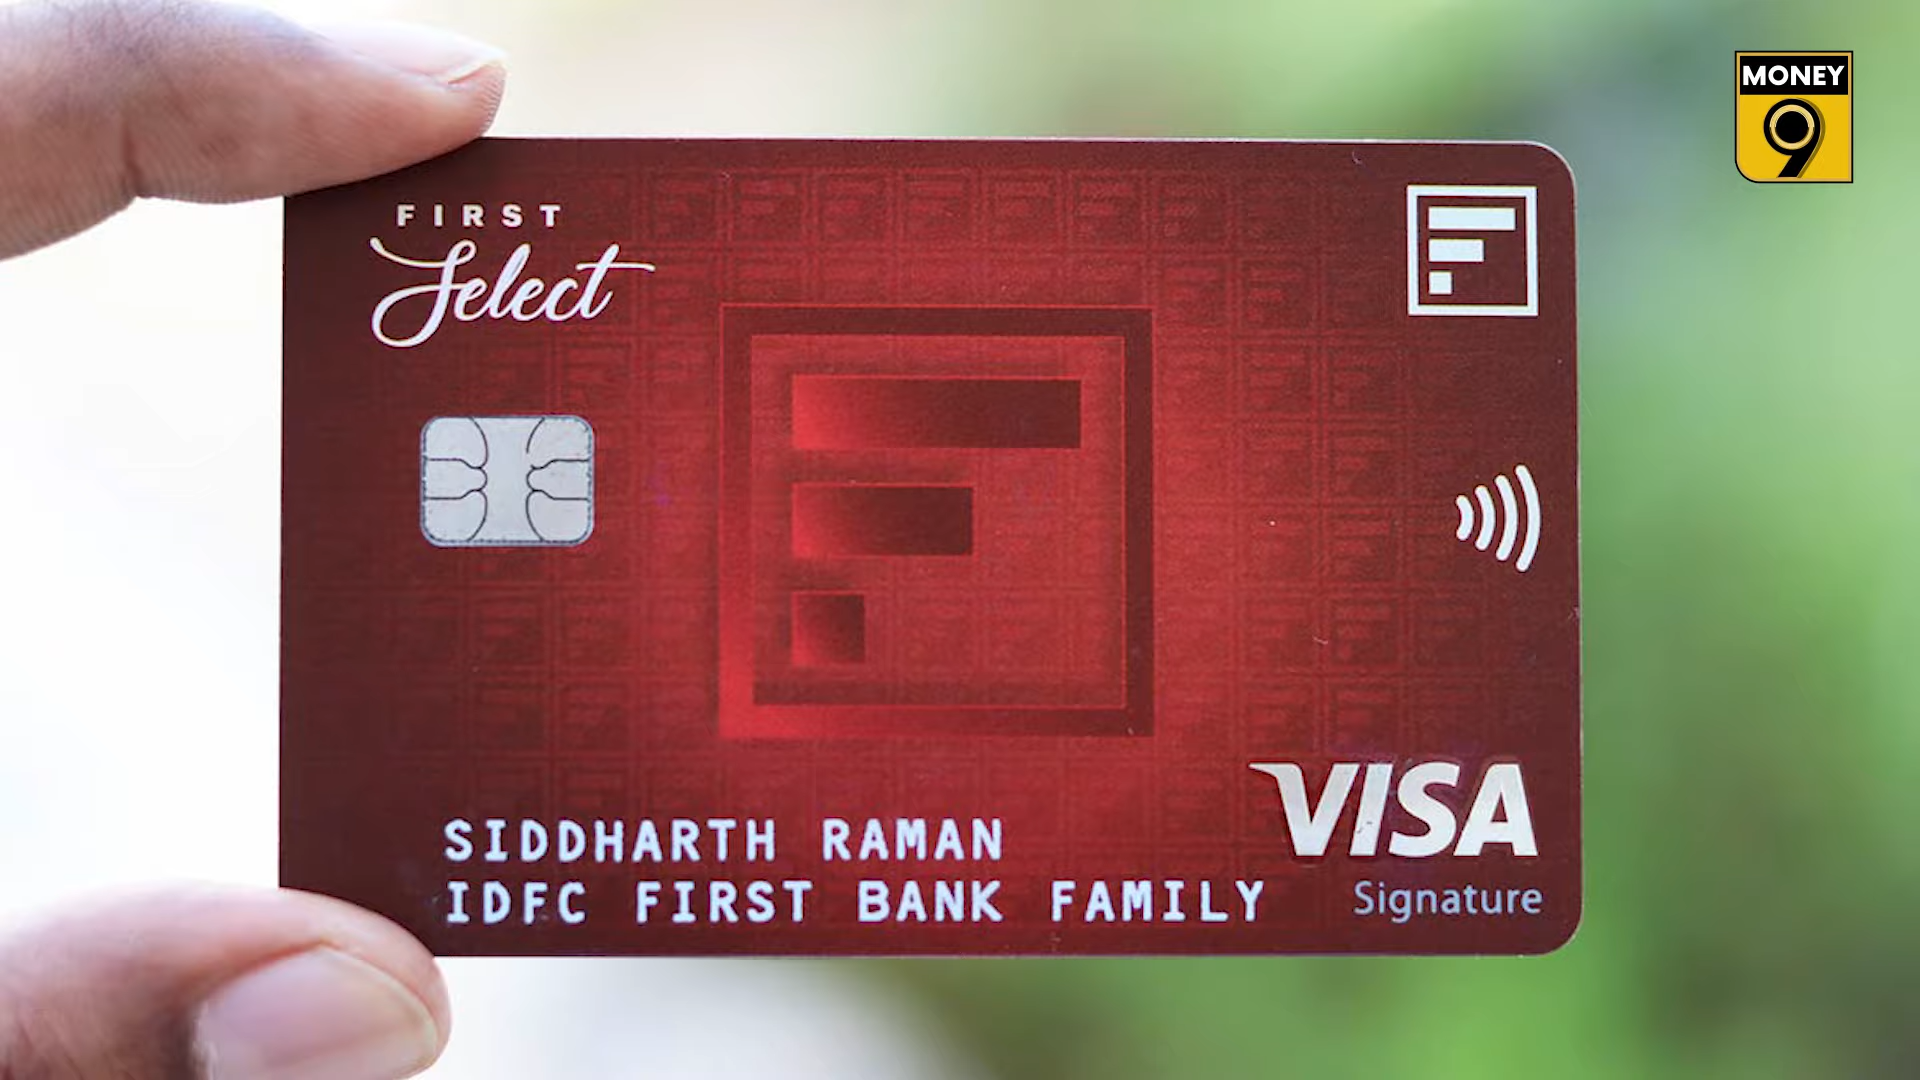 MONEY
9
FIRST
Select
VISA
Signature
SIDDHARTH RAMAN
IDFC FIRST BANK FAMILY